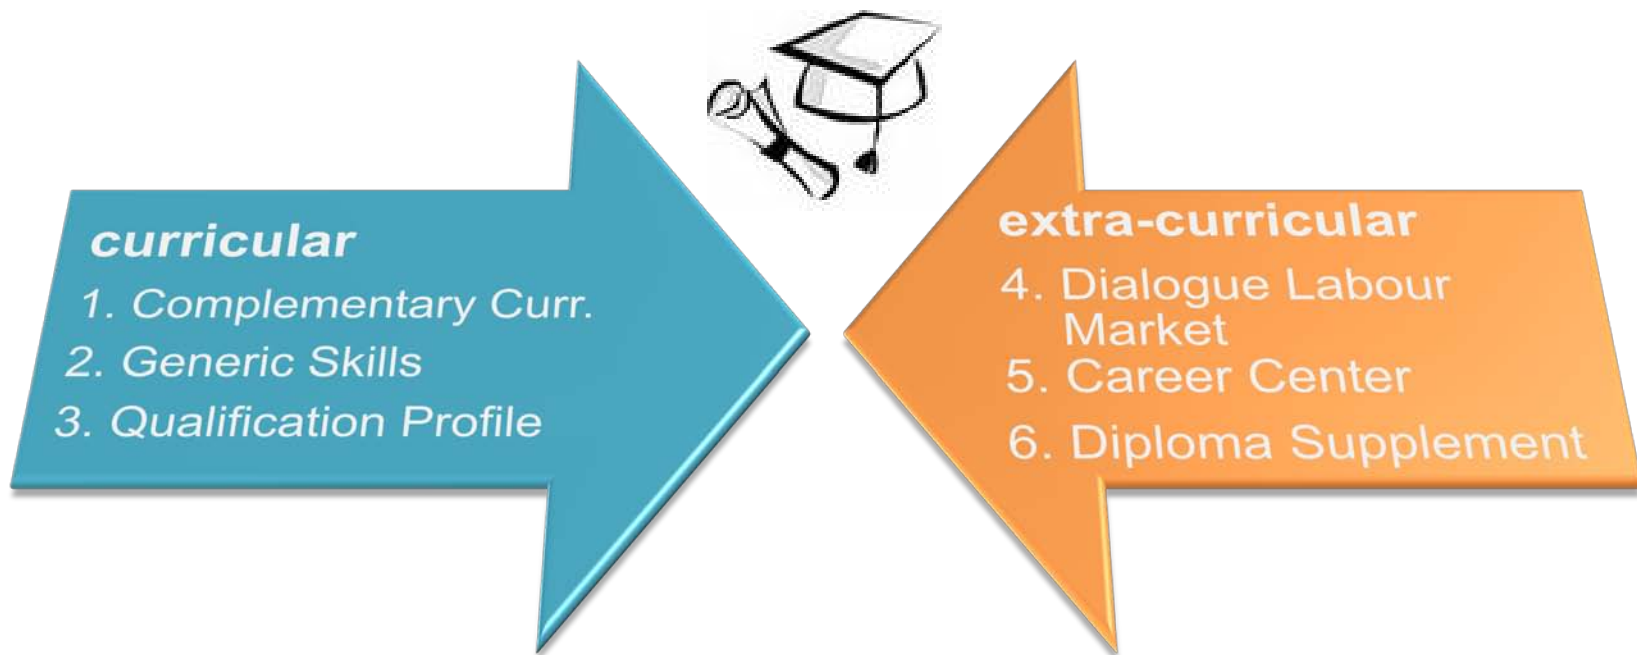 curricular
1. Complementary Curr.
2. Generic Skills
3. Qualification Profile
extra-curricular
4. Dialogue Labour
Market
5. Career Center
6. Diploma Supplement